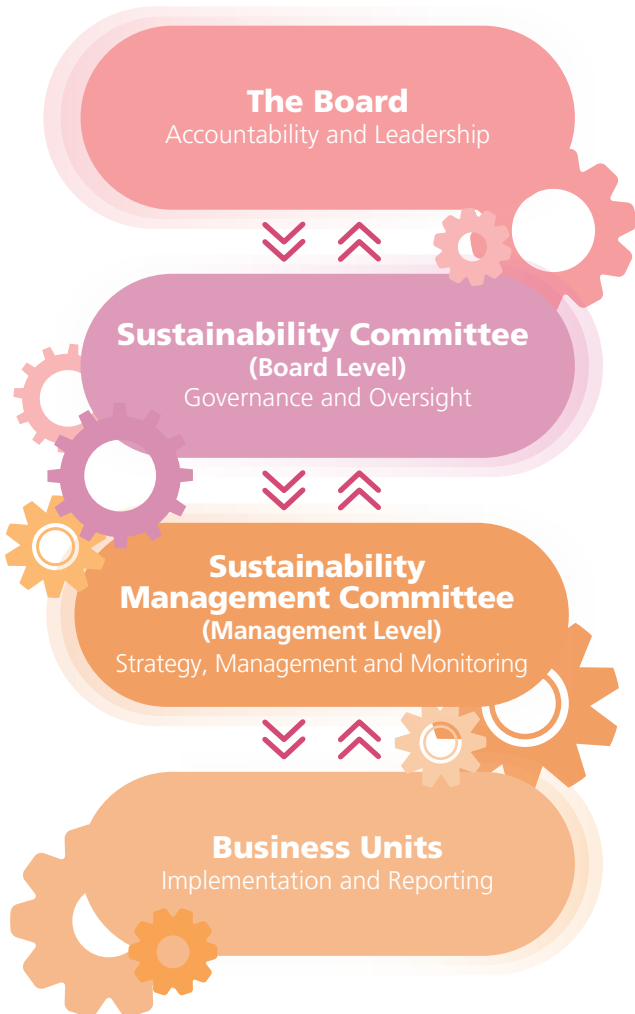 The Board
Accountability and Leadership
Sustainability Committee
(Board Level)
Governance and Oversight
Sustainability
Management Committee
(Management Level)
Strategy, Management and Monitoring
Business Units
Implementation and Reporting